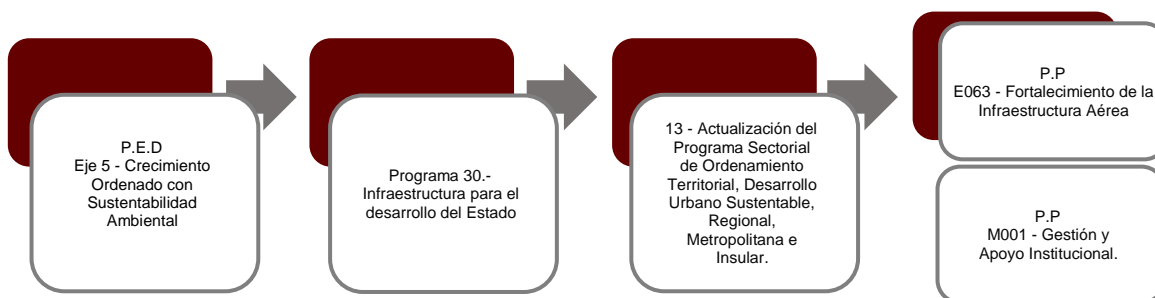 P.E.D
Eje 5 - Crecimiento
Ordenado con
Sustentabilidad
Ambiental
Programa 30.-
Infraestructura para el
desarrollo del Estado
13 - Actualización del
Programa Sectorial
de Ordenamiento
Territorial, Desarrollo
Urbano Sustentable,
Regional,
Metropolitana e
Insular.
P.P
E063 - Fortalecimiento de la
Infraestructura Aérea
P.P
M001 - Gestión y
Apoyo Institucional.